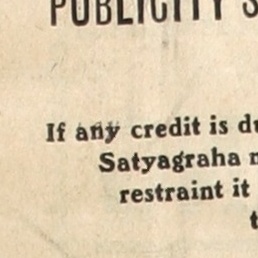 PUBLICITY
If any credit is
Satyagraha
restraint it